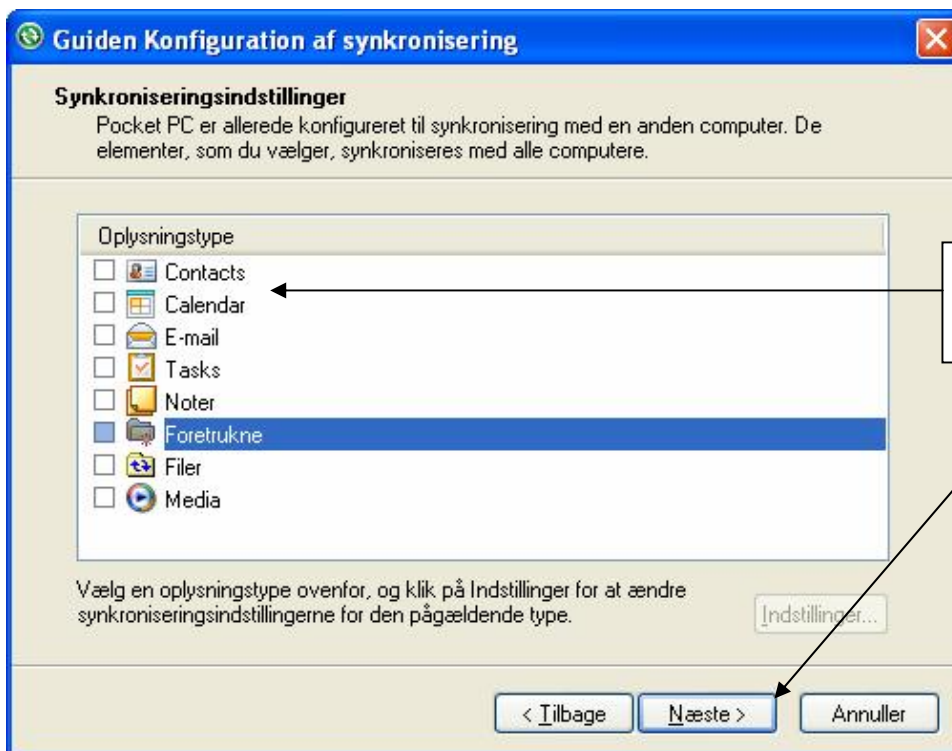 Guiden Konfiguration af synkronisering
Synkroniseringsindstillinger
Pocket PC er allerede konfigureret til synkronisering med en anden computer. De
elementer, som du vælger, synkroniseres med alle computere.
Oplysningstype
Contacts
Calendar
E-mail
Tasks
Noter
Foretrukne
Filer
Media
Vælg en oplysningstype ovenfor, og klik på Indstillinger for at ændre
synkroniseringsindstillingerne for den pågældende type.
Indstillinger...
< Tilbage
Næste >
Annuller